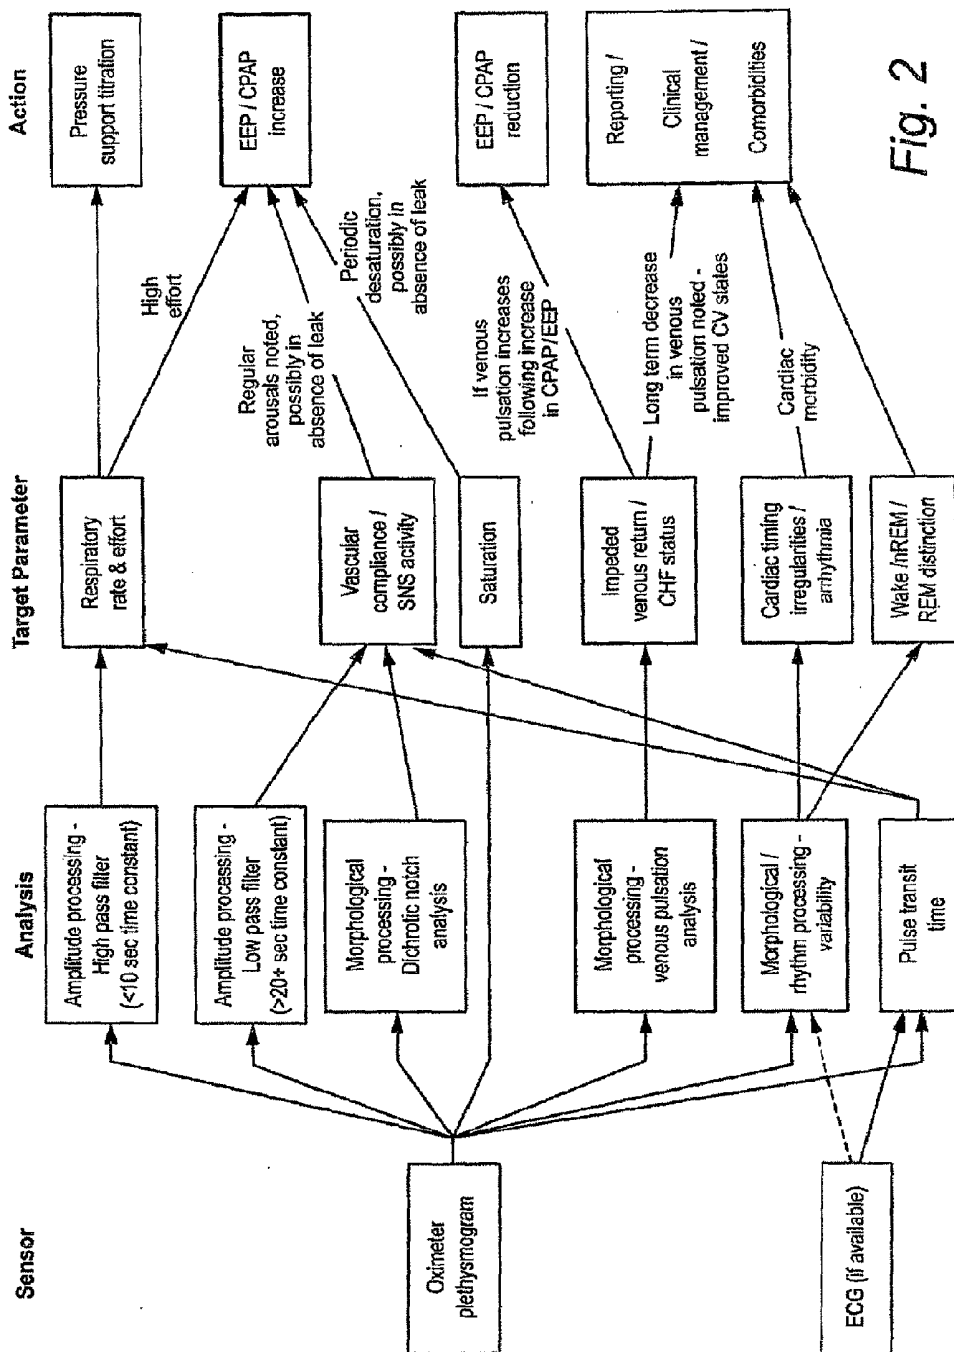 Sensor
Analysis
Target Parameter
Action
Oximeter
plethysmogram
ECG (if available)
Amplitude processing -
High pass filter
(<10 sec time constant)
Amplitude processing -
Low pass filter
(>20+ sec time constant)
Morphological
processing -
Dichrotic notch
analysis
Morphological
processing -
venous pulsation
analysis
Morphological /
rhythm processing -
variability
Pulse transit
time
Respiratory
rate & effort
Vascular
compliance /
SNS activity
Saturation
Impeded
venous return /
CHF status
Cardiac timing
irregularities /
arrhythmia
Wake /nREM /
REM distinction
High
effort
Regular
arousals noted,
possibly in
absence of leak
Periodic
desaturation,
possibly in
absence of leak
If venous
pulsation increases
following increase
in CPAP/EEP
Long term decrease
in venous
pulsation noted -
improved CV states
Cardiac
morbidity
Pressure
support titration
EEP / CPAP
increase
EEP / CPAP
reduction
Reporting /
Clinical
management /
Comorbidities
Fig. 2